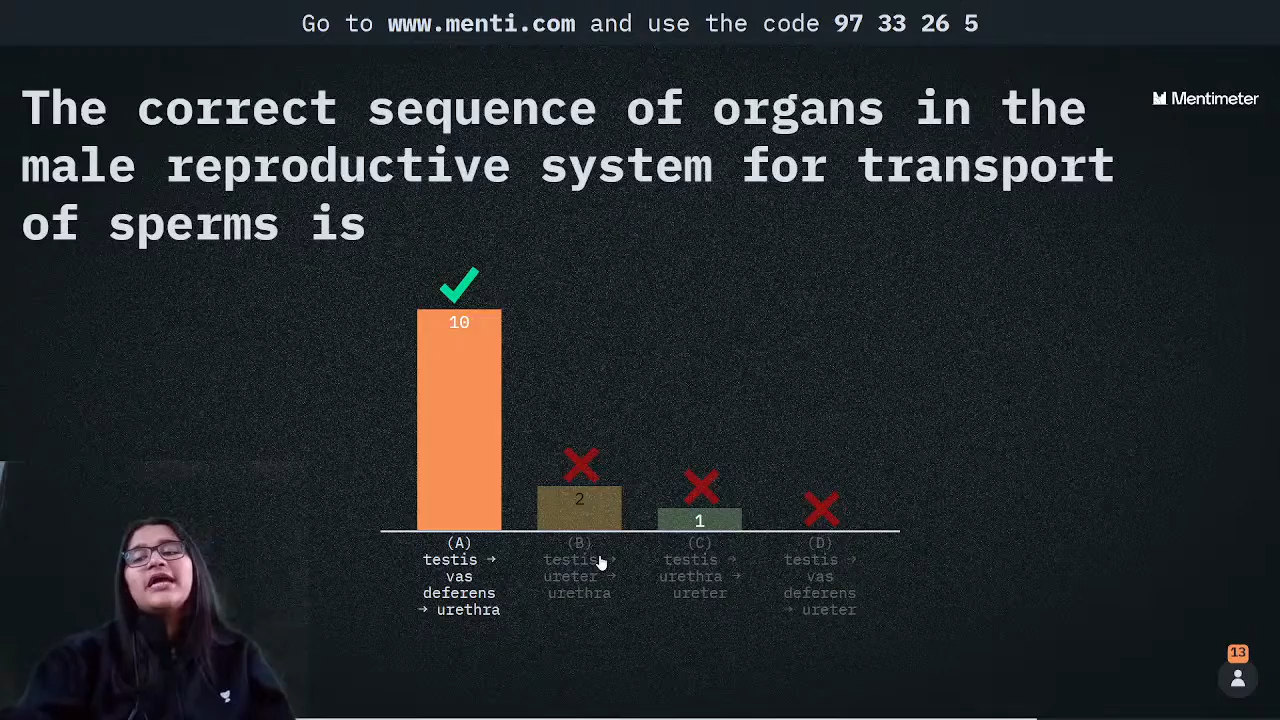 Go to www.menti.com and use the code 97 33 26 5
The correct sequence of organs in the
male reproductive system for transport
of sperms is
Mentimeter
10
2
1
(A)
testis →
vas
deferens
→ urethra
(B)
testis →
ureter →
urethra
(C)
testis →
urethra →
ureter
(D)
testis →
vas
deferens
→ ureter
13